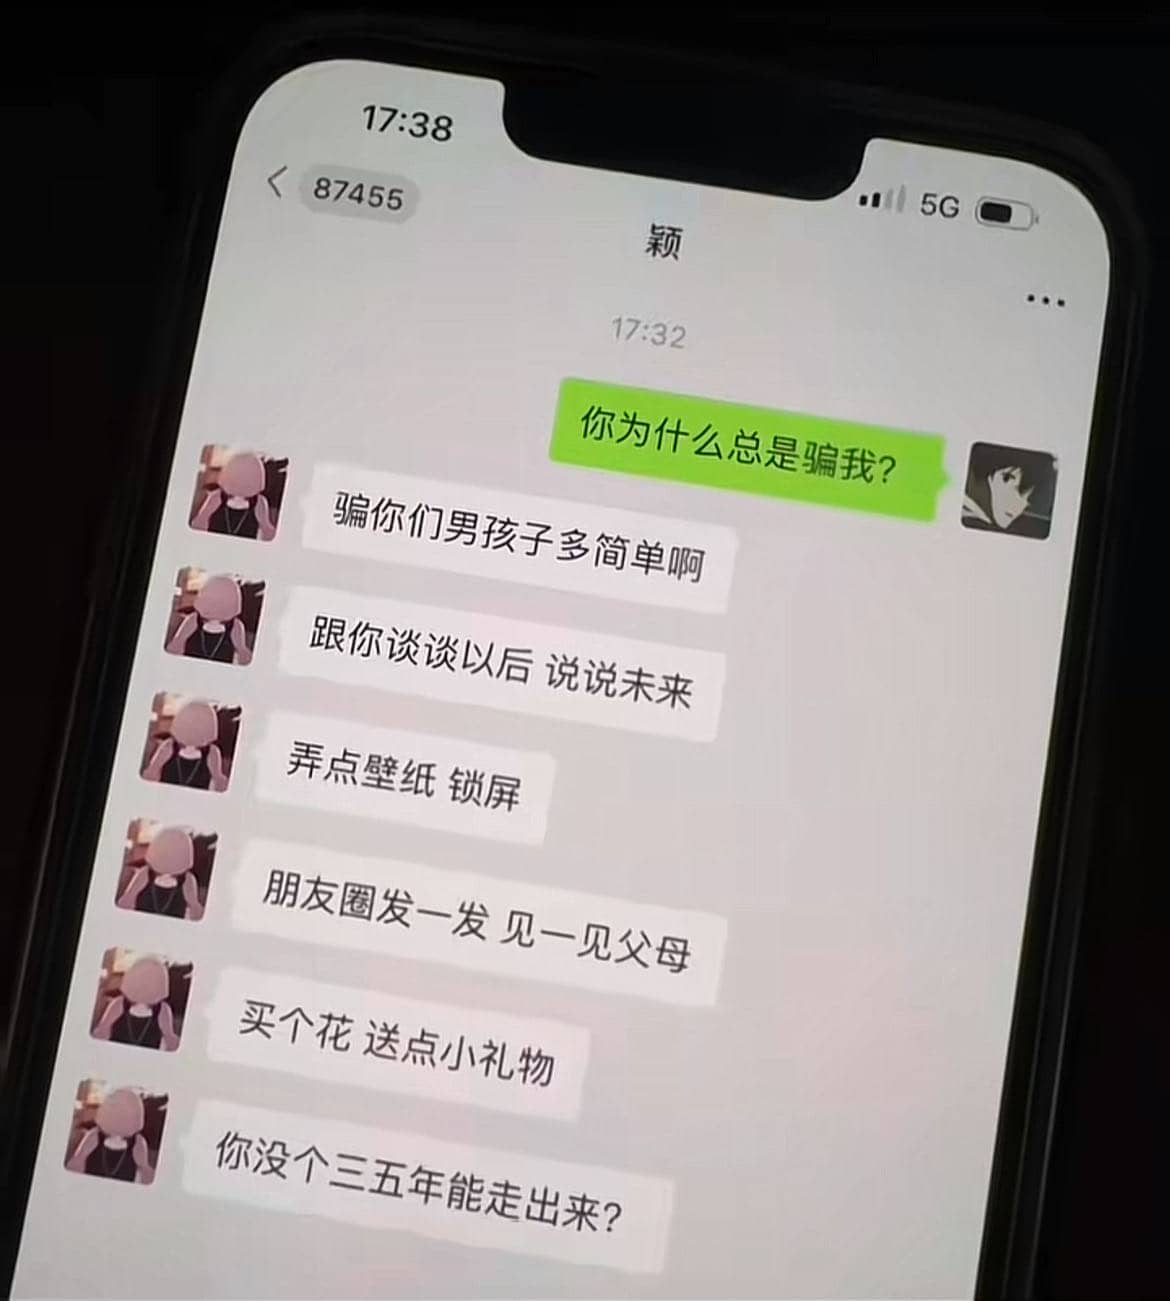 17:38
5G
87455
颖
17:32
你为什么总是骗我?
骗你们男孩子多简单啊
跟你谈谈以后 说说未来
弄点壁纸 锁屏
朋友圈发一发 见一见父母
买个花 送点小礼物
你没个三五年能走出来?